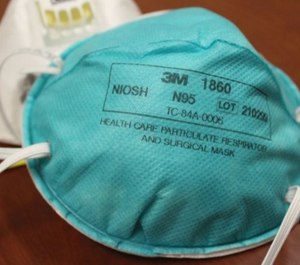 3M 1860
NIOSH N95 LOT
TC-84A-0006
HEALTH CARE PARTICULATE RESPIRATOR
AND SURGICAL MASK